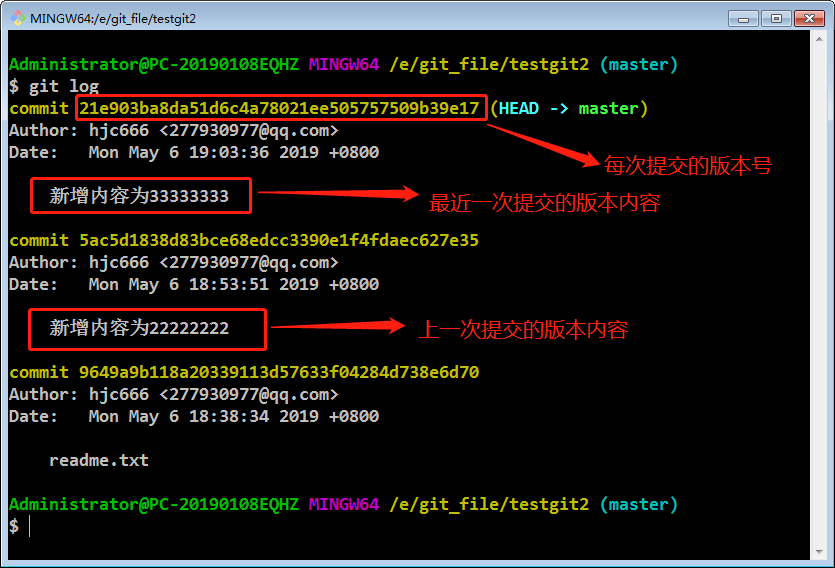 MINGW64:/e/git_file/testgit2
Administrator@PC-20190108EQHZ MINGW64 /e/git_file/testgit2 (master)
$ git log
commit 21e903ba8da51d6c4a78021ee505757509b39e17 (HEAD -> master)
Author: hjc666 <277930977@qq.com>
Date:   Mon May 6 19:03:36 2019 +0800
每次提交的版本号
新增内容为33333333
最近一次提交的版本内容
commit 5ac5d1838d83bce68edcc3390e1f4fdaec627e35
Author: hjc666 <277930977@qq.com>
Date:   Mon May 6 18:53:51 2019 +0800
新增内容为22222222
上一次提交的版本内容
commit 9649a9b118a20339113d57633f04284d738e6d70
Author: hjc666 <277930977@qq.com>
Date:   Mon May 6 18:38:34 2019 +0800
readme.txt
Administrator@PC-20190108EQHZ MINGW64 /e/git_file/testgit2 (master)
$